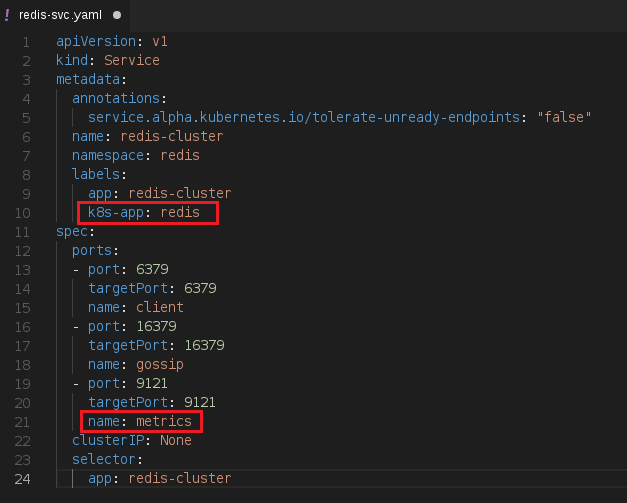 ! redis-svc.yaml
1 apiVersion: v1
2 kind: Service
3 metadata:
4 annotations:
5 service.alpha.kubernetes.io/tolerate-unready-endpoints: "false"
6 name: redis-cluster
7 namespace: redis
8 labels:
9 app: redis-cluster
10 k8s-app: redis
11 spec:
12 ports:
13 - port: 6379
14 targetPort: 6379
15 name: client
16 - port: 16379
17 targetPort: 16379
18 name: gossip
19 - port: 9121
20 targetPort: 9121
21 name: metrics
22 clusterIP: None
23 selector:
24 app: redis-cluster